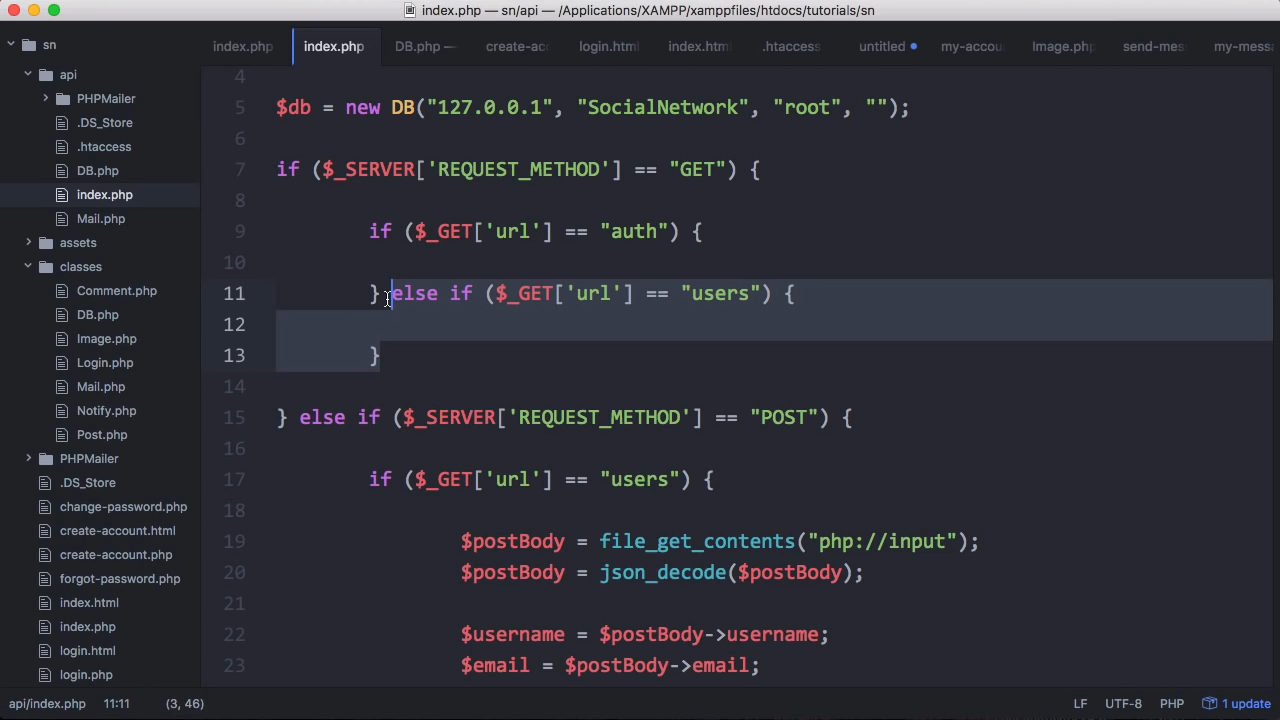 index.php — sn/api — /Applications/XAMPP/xamppfiles/htdocs/tutorials/sn
sn
api
PHPMailer
.DS_Store
.htaccess
DB.php
index.php
Mail.php
assets
classes
Comment.php
DB.php
Image.php
Login.php
Mail.php
Notify.php
Post.php
PHPMailer
.DS_Store
change-password.php
create-account.html
create-account.php
forgot-password.php
index.html
index.php
login.html
login.php
index.php index.php DB.php — create-acc login.html index.html .htaccess untitled my-accou Image.php send-mes my-messa
4
5 $db = new DB("127.0.0.1", "SocialNetwork", "root", "");
6
7 if ($_SERVER['REQUEST_METHOD'] == "GET") {
8
9 if ($_GET['url'] == "auth") {
10
11 } else if ($_GET['url'] == "users") {
12
13 }
14
15 } else if ($_SERVER['REQUEST_METHOD'] == "POST") {
16
17 if ($_GET['url'] == "users") {
18
19 $postBody = file_get_contents("php://input");
20 $postBody = json_decode($postBody);
21
22 $username = $postBody->username;
23 $email = $postBody->email;
api/index.php 11:11 (3, 46) LF UTF-8 PHP 1 update